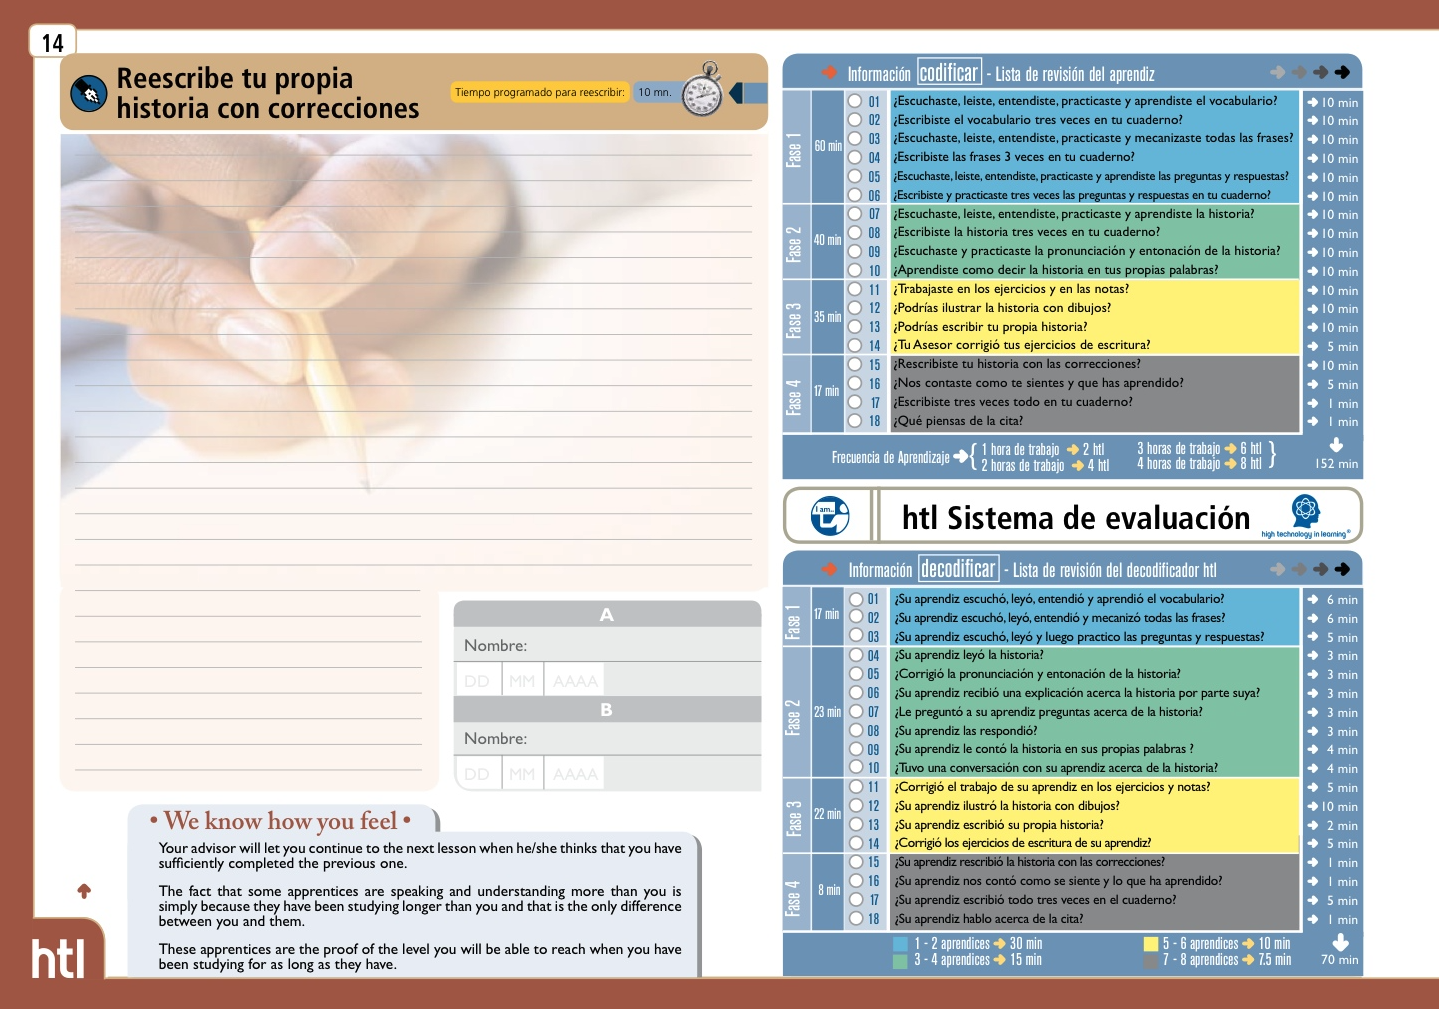 14
Reescribe tu propia
historia con correcciones
Tiempo programado para reescribir:
10 mn.
A
Nombre:
DD MM AAAA
B
Nombre:
DD MM AAAA
• We know how you feel •
Your advisor will let you continue to the next lesson when he/she thinks that you have
sufficiently completed the previous one.
The fact that some apprentices are speaking and understanding more than you is
simply because they have been studying longer than you and that is the only difference
between you and them.
These apprentices are the proof of the level you will be able to reach when you have
been studying for as long as they have.
htl
Información codificar - Lista de revisión del aprendiz
Fase 1
60 min
01 ¿Escuchaste, leiste, entendiste, practicaste y aprendiste el vocabulario? 10 min
02 ¿Escribiste el vocabulario tres veces en tu cuaderno? 10 min
03 ¿Escuchaste, leiste, entendiste, practicaste y mecanizaste todas las frases? 10 min
04 ¿Escribiste las frases 3 veces en tu cuaderno? 10 min
05 ¿Escuchaste, leiste, entendiste, practicaste y aprendiste las preguntas y respuestas? 10 min
06 ¿Escribiste y practicaste tres veces las preguntas y respuestas en tu cuaderno? 10 min
Fase 2
40 min
07 ¿Escuchaste, leiste, entendiste, practicaste y aprendiste la historia? 10 min
08 ¿Escribiste la historia tres veces en tu cuaderno? 10 min
09 ¿Escuchaste y practicaste la pronunciación y entonación de la historia? 10 min
10 ¿Aprendiste como decir la historia en tus propias palabras? 10 min
Fase 3
35 min
11 ¿Trabajaste en los ejercicios y en las notas? 10 min
12 ¿Podrías ilustrar la historia con dibujos? 10 min
13 ¿Podrías escribir tu propia historia? 10 min
14 ¿Tu Asesor corrigió tus ejercicios de escritura? 5 min
Fase 4
17 min
15 ¿Rescribiste tu historia con las correcciones? 10 min
16 ¿Nos contaste como te sientes y que has aprendido? 5 min
17 ¿Escribiste tres veces todo en tu cuaderno? 1 min
18 ¿Qué piensas de la cita? 1 min
Frecuencia de Aprendizaje { 1 hora de trabajo 2 htl 3 horas de trabajo 6 htl }
2 horas de trabajo 4 htl 4 horas de trabajo 8 htl
152 min
I am..
htl Sistema de evaluación
high technology in learning®
Información decodificar - Lista de revisión del decodificador htl
Fase 1
17 min
01 ¿Su aprendiz escuchó, leyó, entendió y aprendió el vocabulario? 6 min
02 ¿Su aprendiz escuchó, leyó, entendió y mecanizó todas las frases? 6 min
03 ¿Su aprendiz escuchó, leyó y luego practico las preguntas y respuestas? 5 min
Fase 2
23 min
04 ¿Su aprendiz leyó la historia? 3 min
05 ¿Corrigió la pronunciación y entonación de la historia? 3 min
06 ¿Su aprendiz recibió una explicación acerca la historia por parte suya? 3 min
07 ¿Le preguntó a su aprendiz preguntas acerca de la historia? 3 min
08 ¿Su aprendiz las respondió? 3 min
09 ¿Su aprendiz le contó la historia en sus propias palabras ? 4 min
10 ¿Tuvo una conversación con su aprendiz acerca de la historia? 4 min
Fase 3
22 min
11 ¿Corrigió el trabajo de su aprendiz en los ejercicios y notas? 5 min
12 ¿Su aprendiz ilustró la historia con dibujos? 10 min
13 ¿Su aprendiz escribió su propia historia? 2 min
14 ¿Corrigió los ejercicios de escritura de su aprendiz? 5 min
Fase 4
8 min
15 ¿Su aprendiz rescribió la historia con las correcciones? 1 min
16 ¿Su aprendiz nos contó como se siente y lo que ha aprendido? 1 min
17 ¿Su aprendiz escribió todo tres veces en el cuaderno? 5 min
18 ¿Su aprendiz hablo acerca de la cita? 1 min
1 - 2 aprendices 30 min 5 - 6 aprendices 10 min
3 - 4 aprendices 15 min 7 - 8 aprendices 7.5 min
70 min